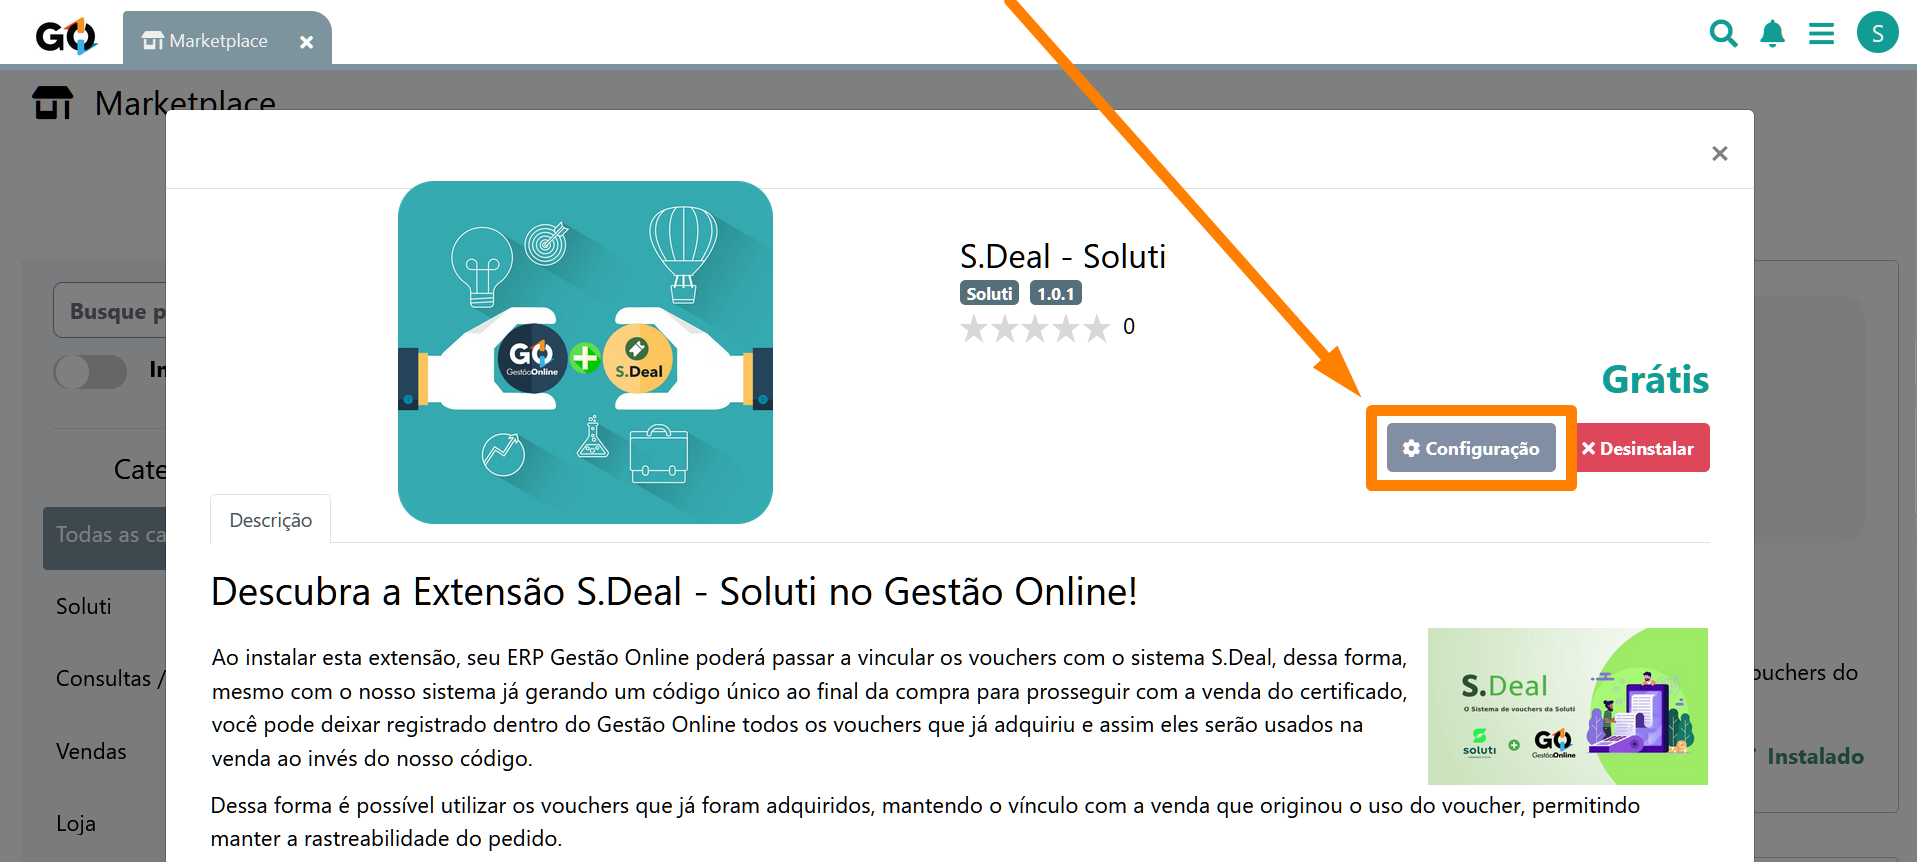 GO
Marketplace
S
Marketplace
S.Deal - Soluti
Soluti 1.0.1
0
Busque p
In
GO
GestãoOnline
S.Deal
Grátis
Configuração
Desinstalar
Cate
Todas as ca
Soluti
Consultas /
Vendas
Loja
Descrição
Descubra a Extensão S.Deal - Soluti no Gestão Online!
Ao instalar esta extensão, seu ERP Gestão Online poderá passar a vincular os vouchers com o sistema S.Deal, dessa forma,
mesmo com o nosso sistema já gerando um código único ao final da compra para prosseguir com a venda do certificado,
você pode deixar registrado dentro do Gestão Online todos os vouchers que já adquiriu e assim eles serão usados na
venda ao invés do nosso código.
S.Deal
O Sistema de vouchers da Soluti
soluti
GO
GestãoOnline
Dessa forma é possível utilizar os vouchers que já foram adquiridos, mantendo o vínculo com a venda que originou o uso do voucher, permitindo
manter a rastreabilidade do pedido.
ouchers do
Instalado